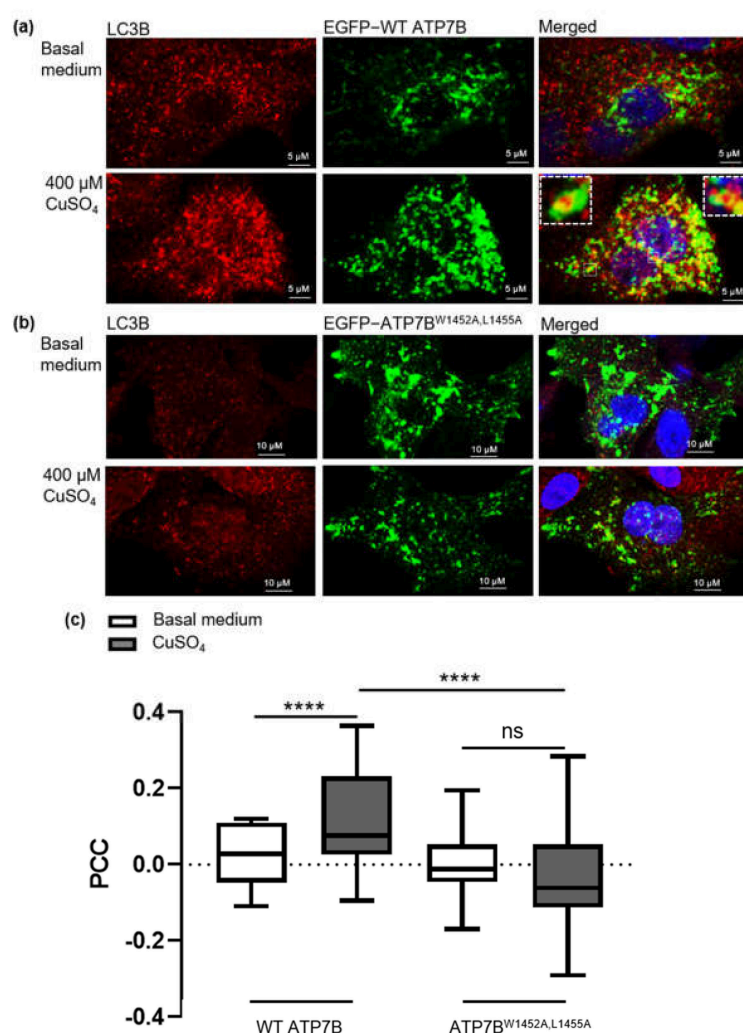 (a)
LC3B EGFP−WT ATP7B Merged
Basal
medium
5 µM 5 µM 5 µM
400 µM
CuSO4
5 µM 5 µM 5 µM
(b)
LC3B EGFP−ATP7BW1452A,L1455A Merged
Basal
medium
10 µM 10 µM 10 µM
400 µM
CuSO4
10 µM 10 µM 10 µM
(c)
Basal medium
CuSO4
****
****
ns
0.4
0.2
0.0
-0.2
-0.4
PCC
WT ATP7B ATP7BW1452A,L1455A